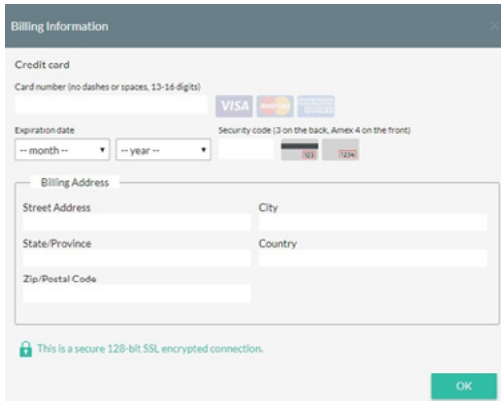 Billing Information
Credit card
Card number (no dashes or spaces, 13-16 digits)
VISA
Expiration date
Security code (3 on the back, Amex 4 on the front)
-- month --
-- year --
123
1234
Billing Address
Street Address
City
State/Province
Country
Zip/Postal Code
This is a secure 128-bit SSL encrypted connection.
OK